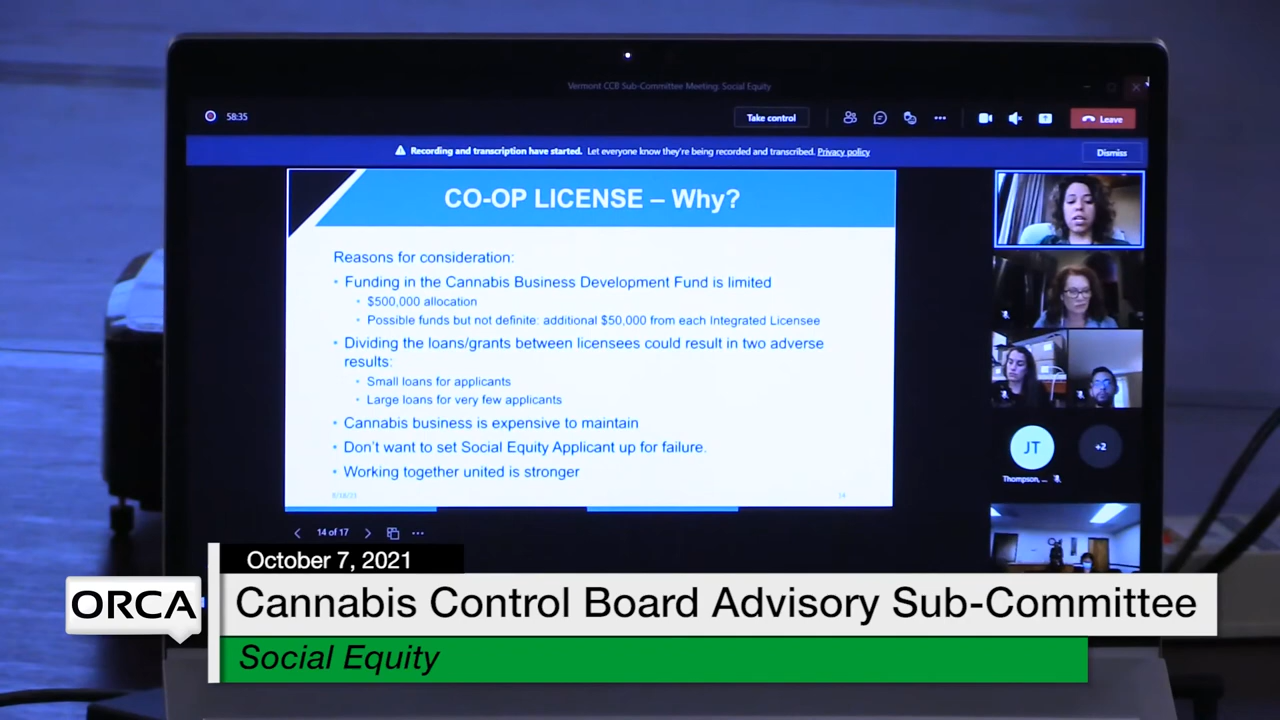 Vermont CCB Sub-Committee Meeting: Social Equity
58:35
Take control
Leave
Recording and transcription have started. Let everyone know they're being recorded and transcribed. Privacy policy
Dismiss
CO-OP LICENSE – Why?
Reasons for consideration:
• Funding in the Cannabis Business Development Fund is limited
• $500,000 allocation
• Possible funds but not definite: additional $50,000 from each Integrated Licensee
• Dividing the loans/grants between licensees could result in two adverse
results:
• Small loans for applicants
• Large loans for very few applicants
• Cannabis business is expensive to maintain
• Don't want to set Social Equity Applicant up for failure.
• Working together united is stronger
14
JT
+2
Thompson, ...
14 of 17
October 7, 2021
ORCA
Cannabis Control Board Advisory Sub-Committee
Social Equity